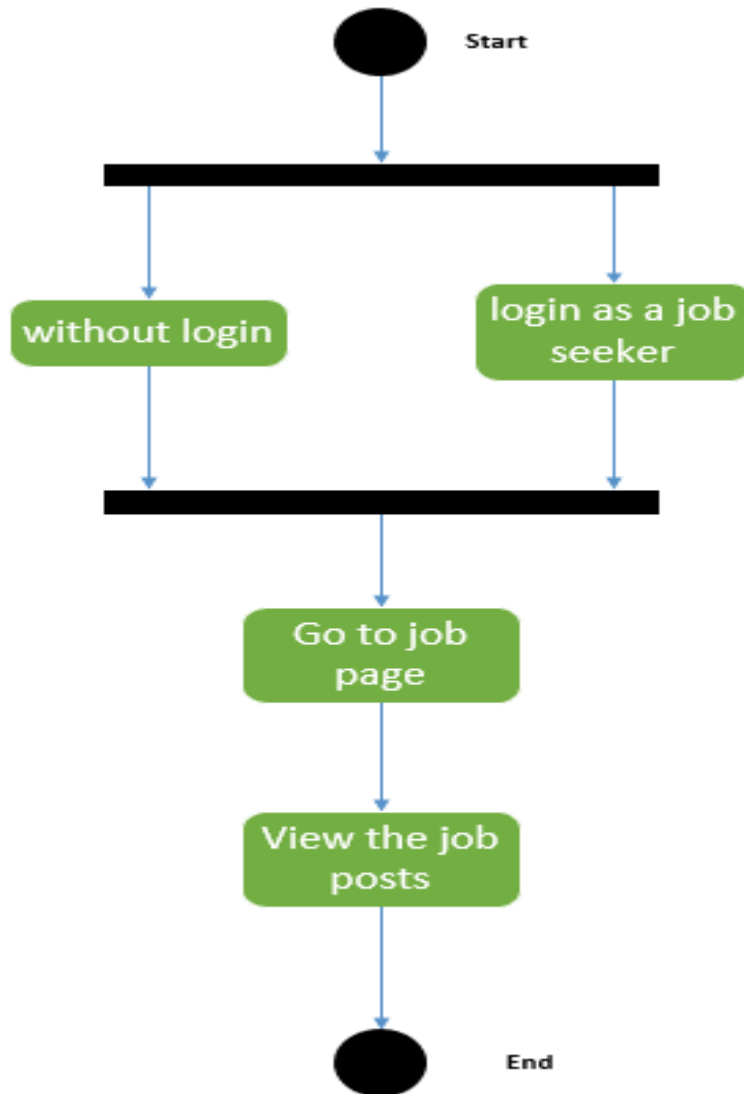 Start
without login
login as a job
seeker
Go to job
page
View the job
posts
End